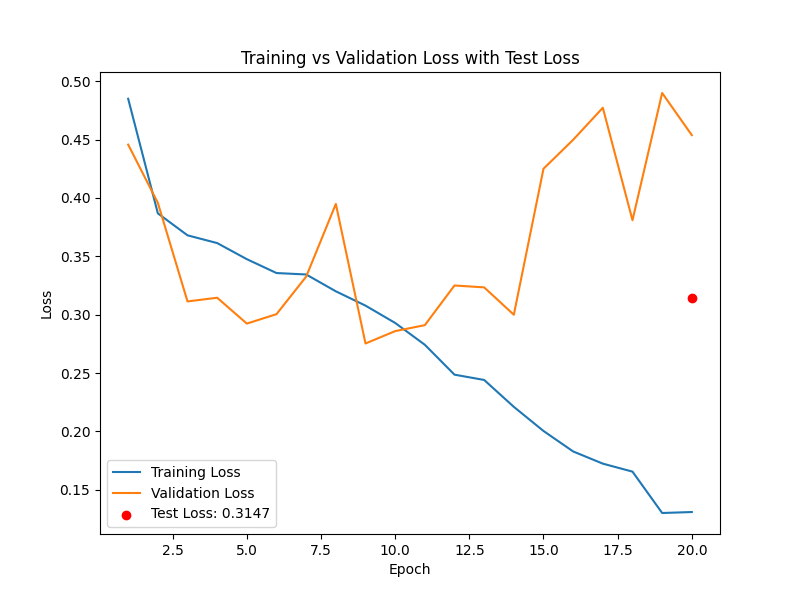 Training vs Validation Loss with Test Loss
0.50
0.45
0.40
0.35
0.30
0.25
0.20
0.15
Loss
Training Loss
Validation Loss
Test Loss: 0.3147
2.5 5.0 7.5 10.0 12.5 15.0 17.5 20.0
Epoch